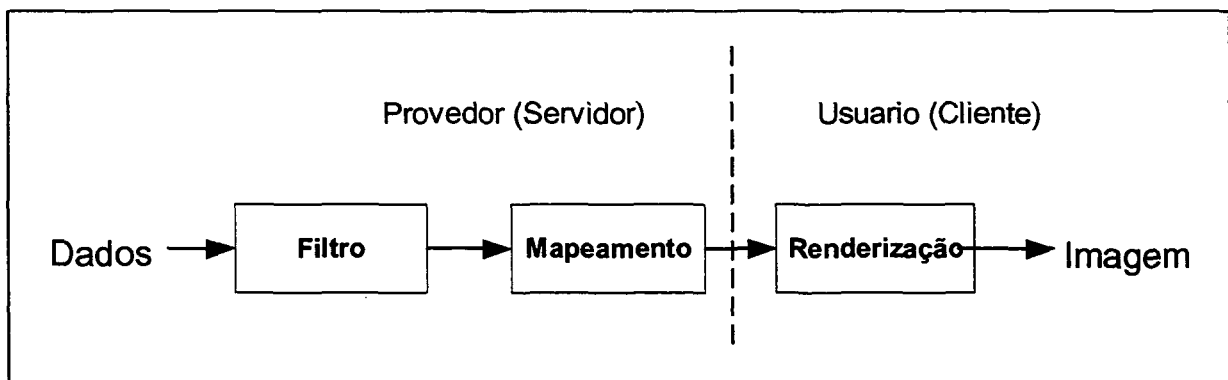 Provedor (Servidor) Usuario (Cliente)
Dados Filtro Mapeamento Renderização Imagem